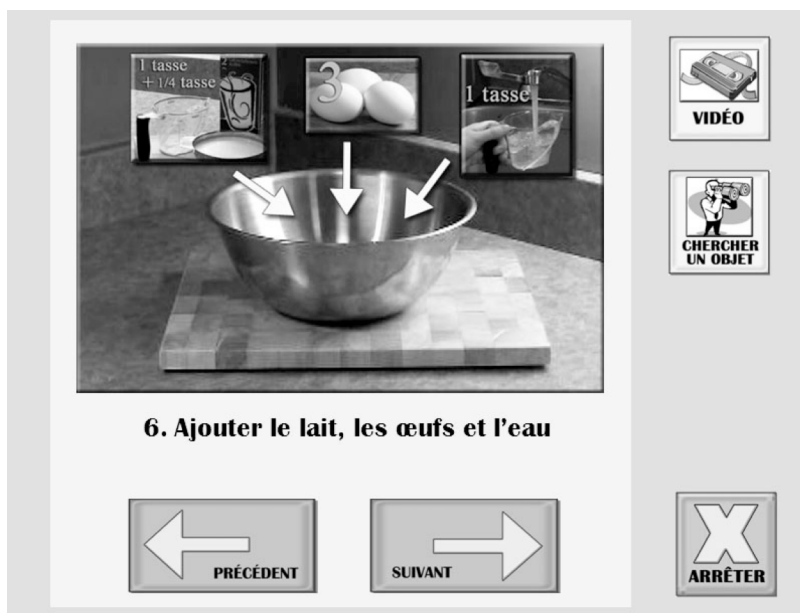 1 tasse
+ 1/4 tasse
3
1 tasse
VIDÉO
CHERCHER
UN OBJET
6. Ajouter le lait, les œufs et l’eau
PRÉCÉDENT
SUIVANT
ARRÊTER